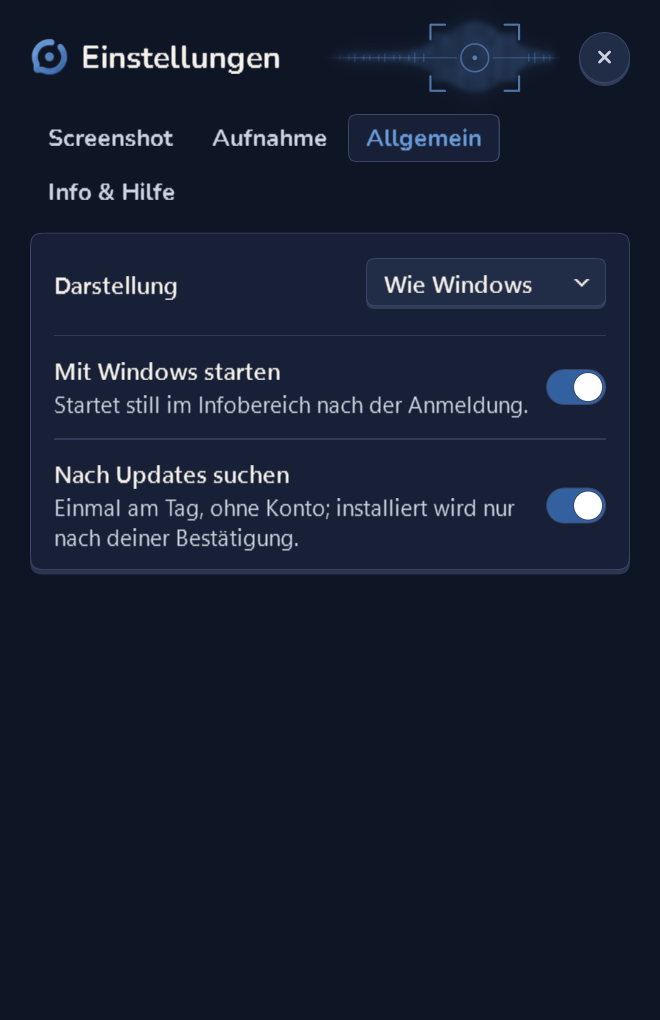 Einstellungen
Screenshot
Aufnahme
Allgemein
Info & Hilfe
Darstellung
Wie Windows
Mit Windows starten
Startet still im Infobereich nach der Anmeldung.
Nach Updates suchen
Einmal am Tag, ohne Konto; installiert wird nur
nach deiner Bestätigung.